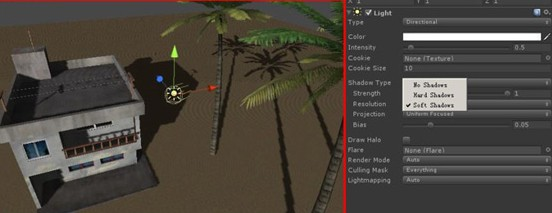 Light
Type Directional
Color
Intensity 0.5
Cookie None (Texture)
Cookie Size 10
Shadow Type
No Shadows
Strength 1
Hard Shadows
Resolution
✓ Soft Shadows
Projection Uniform Focused
Bias 0.05
Draw Halo
Flare None (Flare)
Render Mode Auto
Culling Mask Everything
Lightmapping Auto